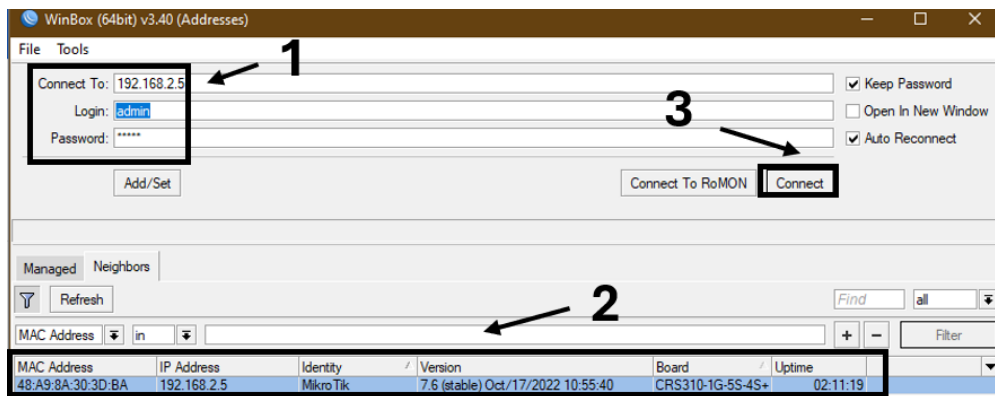 WinBox (64bit) v3.40 (Addresses)
File Tools
1
Connect To: 192.168.2.5
Keep Password
Login: admin
Open In New Window
3
Password: *****
Auto Reconnect
Add/Set
Connect To RoMON
Connect
Managed
Neighbors
Refresh
Find
all
2
MAC Address
in
+
-
Filter
MAC Address IP Address Identity Version Board Uptime
48:A9:8A:30:3D:BA 192.168.2.5 MikroTik 7.6 (stable) Oct/17/2022 10:55:40 CRS310-1G-5S-4S+ 02:11:19